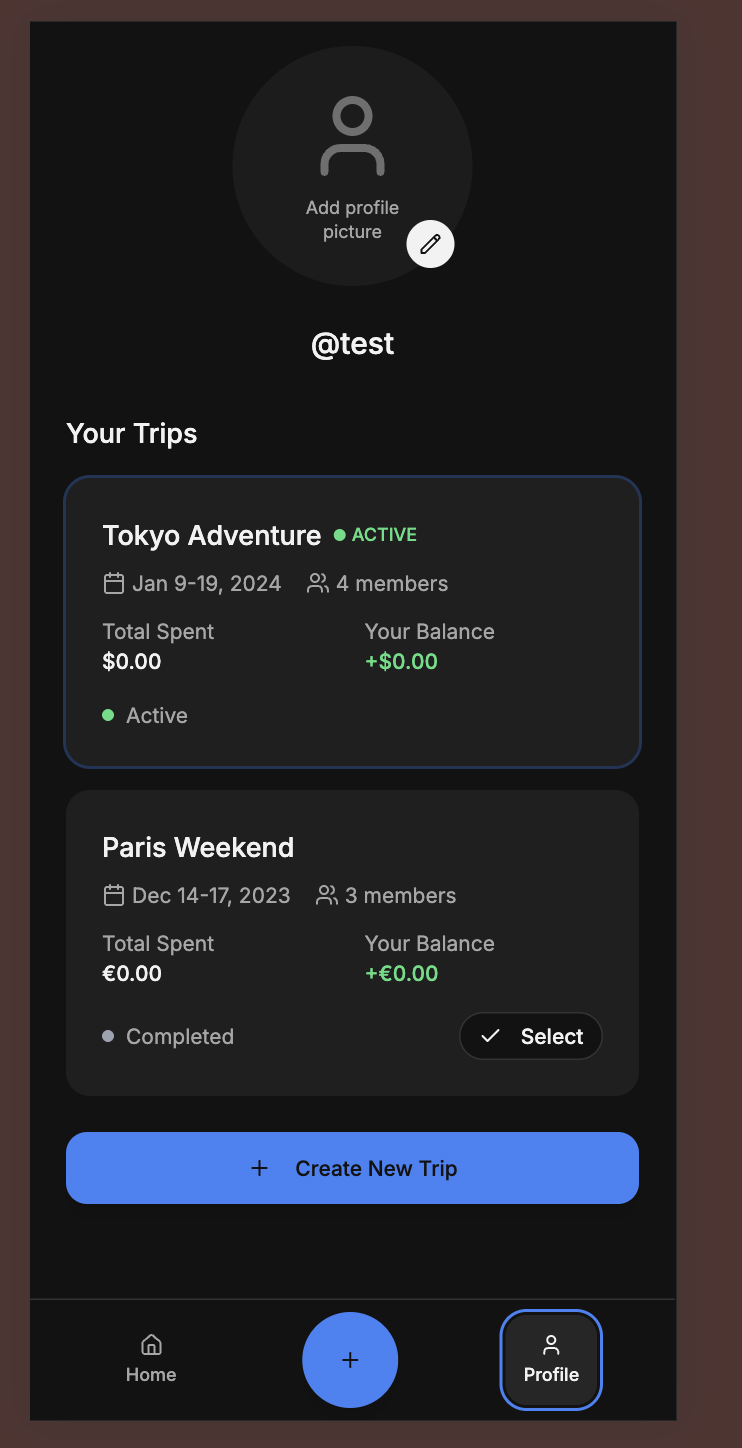 Add profile
picture
@test
Your Trips
Tokyo Adventure ACTIVE
Jan 9-19, 2024 4 members
Total Spent Your Balance
$0.00 +$0.00
Active
Paris Weekend
Dec 14-17, 2023 3 members
Total Spent Your Balance
€0.00 +€0.00
Completed Select
+ Create New Trip
+
Home Profile